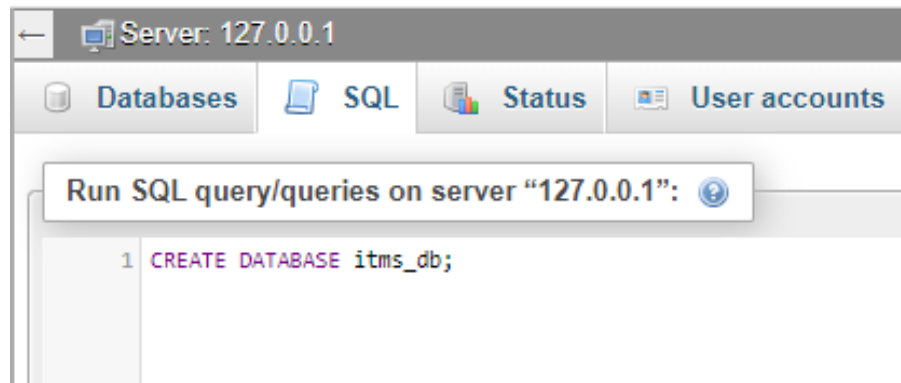 ← Server: 127.0.0.1
Databases SQL Status User accounts
Run SQL query/queries on server “127.0.0.1”:
1 CREATE DATABASE itms_db;